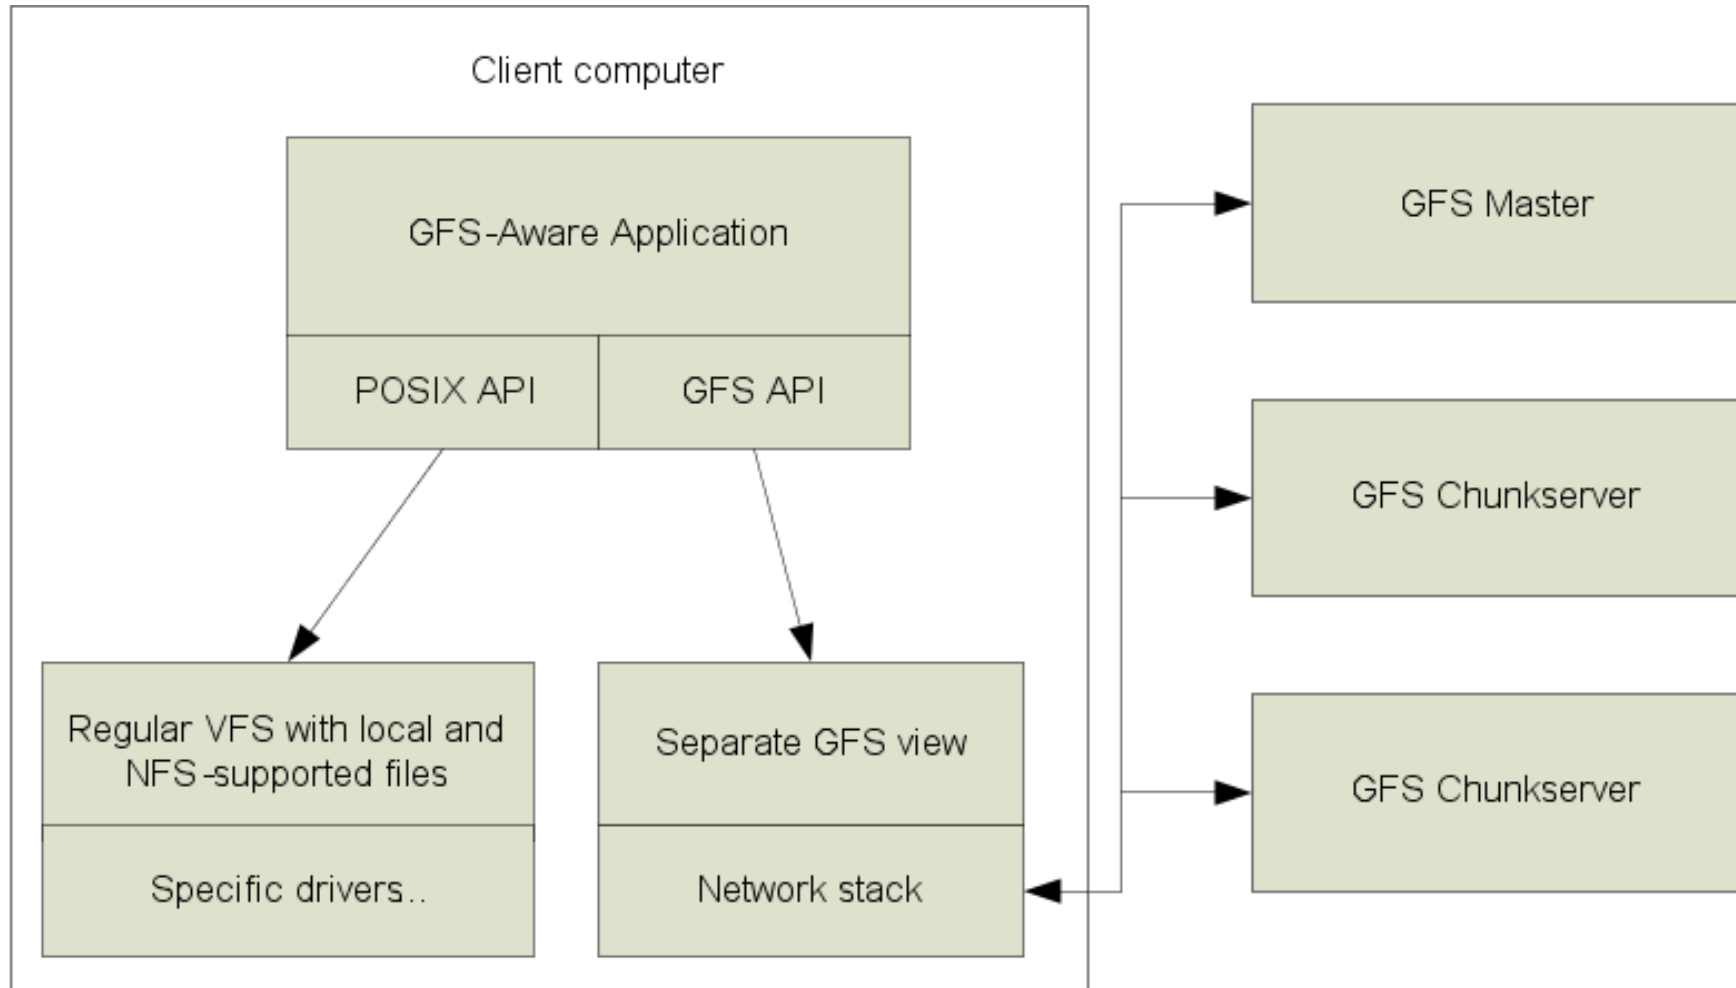 Client computer
GFS-Aware Application
POSIX API
GFS API
Regular VFS with local and
NFS-supported files
Specific drivers...
Separate GFS view
Network stack
GFS Master
GFS Chunkserver
GFS Chunkserver